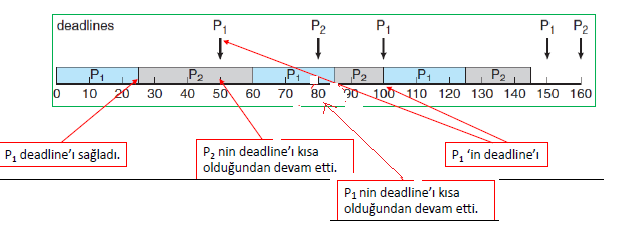 deadlines P₁ P₂ P₁ P₁ P₂
P₁ P₂ P₁ P₂ P₁ P₂
0 10 20 30 40 50 60 70 80 90 100 110 120 130 140 150 160
P₁ deadline’ı sağladı.
P₂ nin deadline’ı kısa
olduğundan devam etti.
P₁ ‘in deadline’ı
P₁ nin deadline’ı kısa
olduğundan devam etti.